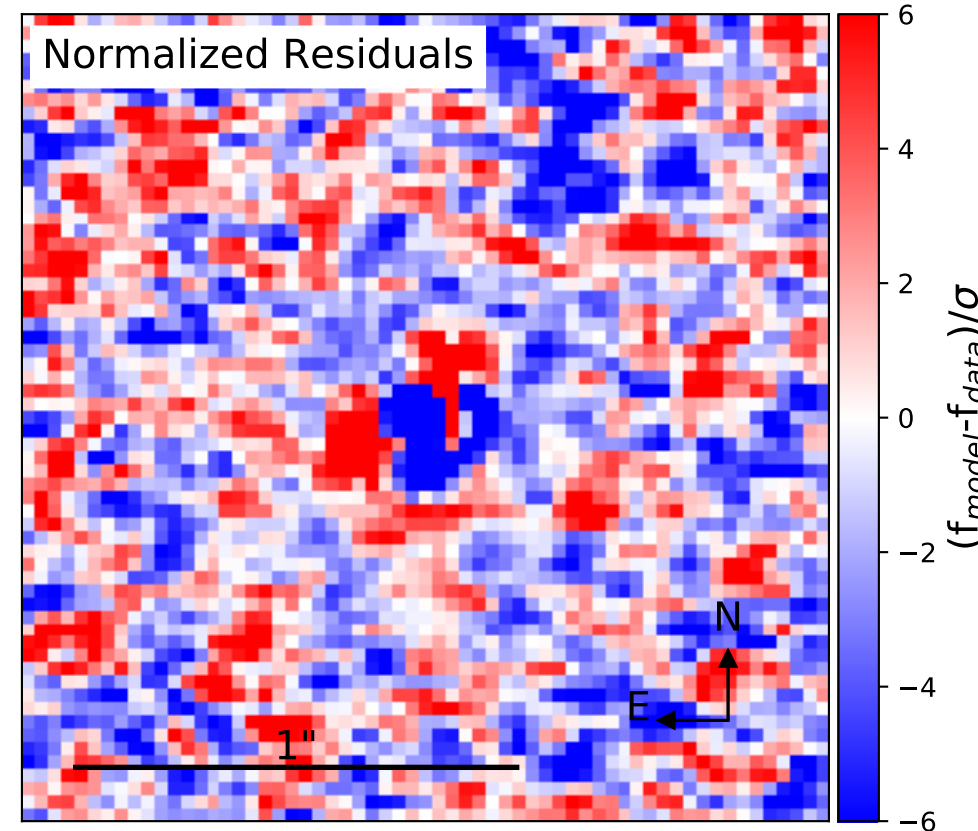 Normalized Residuals
6
4
2
0
−2
−4
−6
(f_model-f_data)/σ
N
E
1"